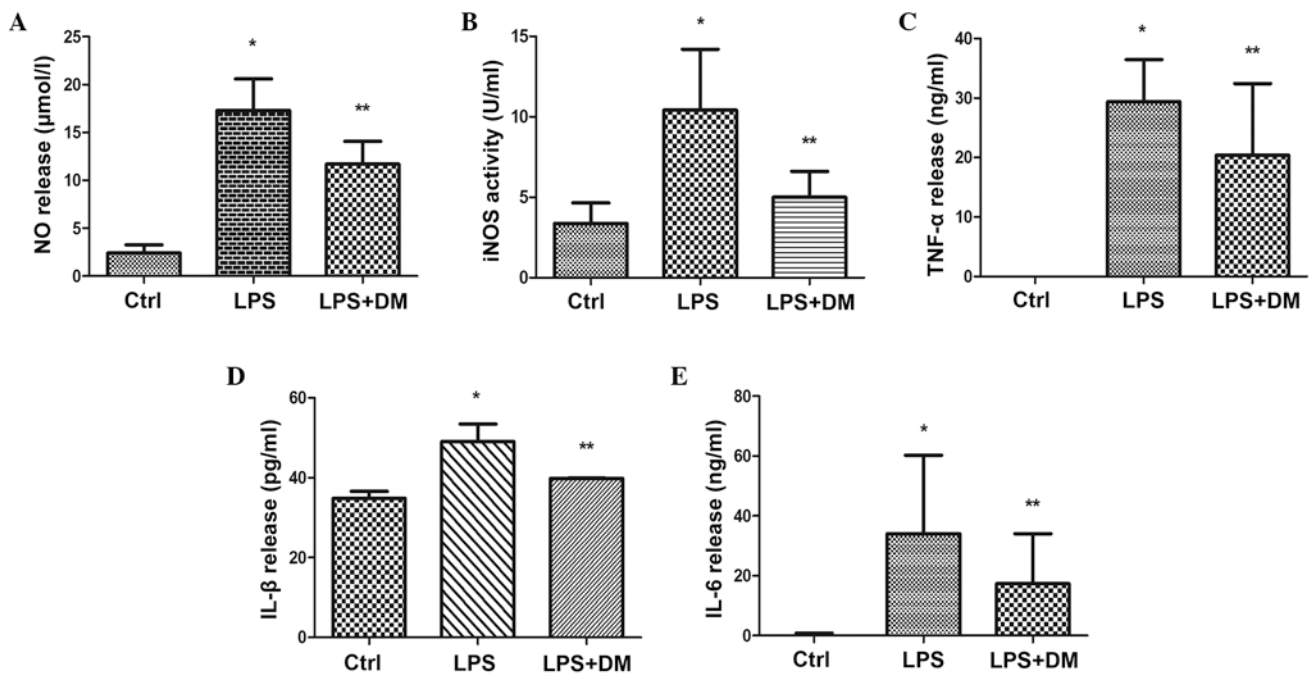 A
NO release (μmol/l)
25
20
15
10
5
0
*
**
Ctrl
LPS
LPS+DM
B
iNOS activity (U/ml)
15
10
5
0
*
**
Ctrl
LPS
LPS+DM
C
TNF-α release (ng/ml)
40
30
20
10
0
*
**
Ctrl
LPS
LPS+DM
D
IL-β release (pg/ml)
60
40
20
0
*
**
Ctrl
LPS
LPS+DM
E
IL-6 release (ng/ml)
80
60
40
20
0
*
**
Ctrl
LPS
LPS+DM